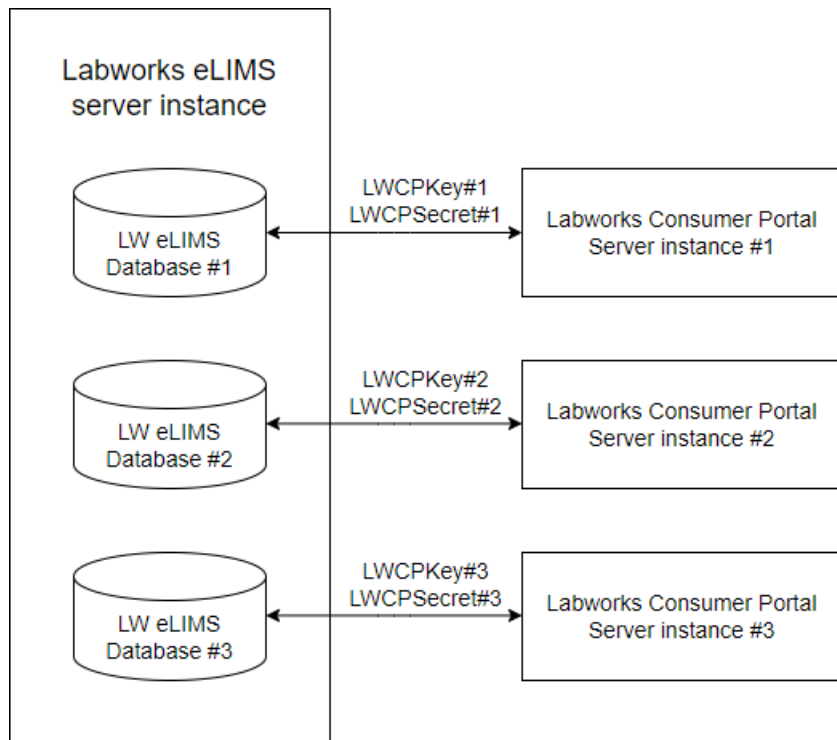 Labworks eLIMS
server instance
LWCPKey#1
LWCPSecret#1
LW eLIMS
Database #1
Labworks Consumer Portal
Server instance #1
LWCPKey#2
LWCPSecret#2
LW eLIMS
Database #2
Labworks Consumer Portal
Server instance #2
LWCPKey#3
LWCPSecret#3
LW eLIMS
Database #3
Labworks Consumer Portal
Server instance #3